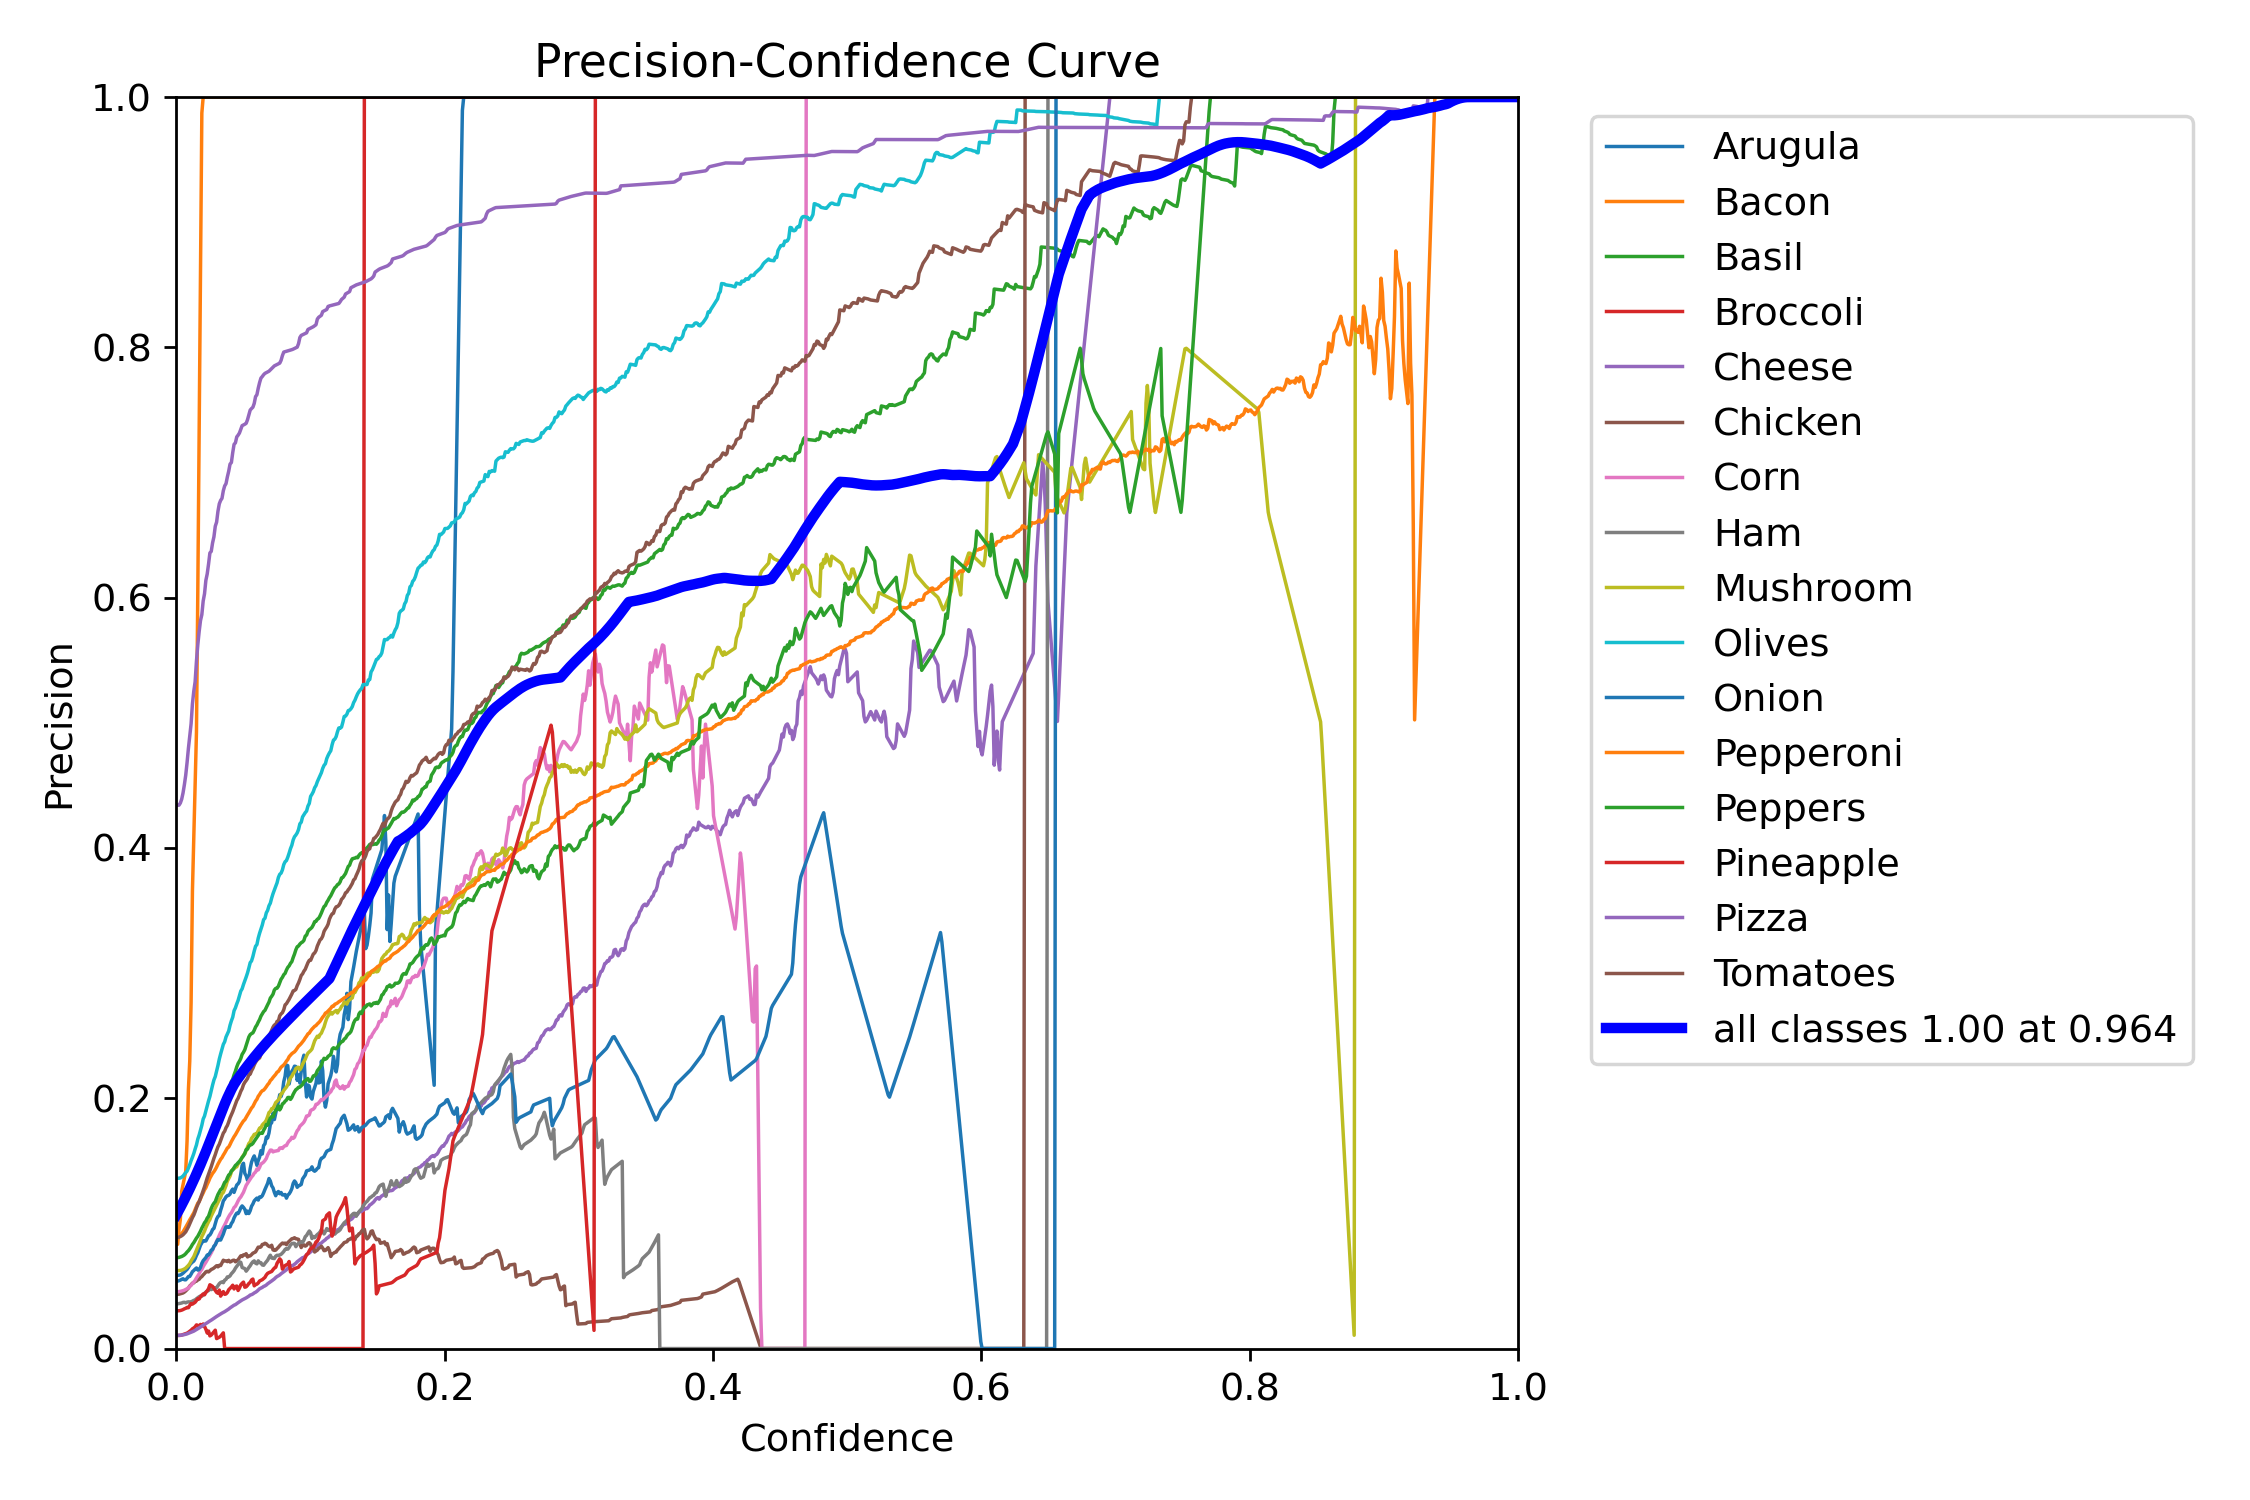 Precision-Confidence Curve
1.0
0.8
0.6
0.4
0.2
0.0
Precision
0.0 0.2 0.4 0.6 0.8 1.0
Confidence
Arugula
Bacon
Basil
Broccoli
Cheese
Chicken
Corn
Ham
Mushroom
Olives
Onion
Pepperoni
Peppers
Pineapple
Pizza
Tomatoes
all classes 1.00 at 0.964